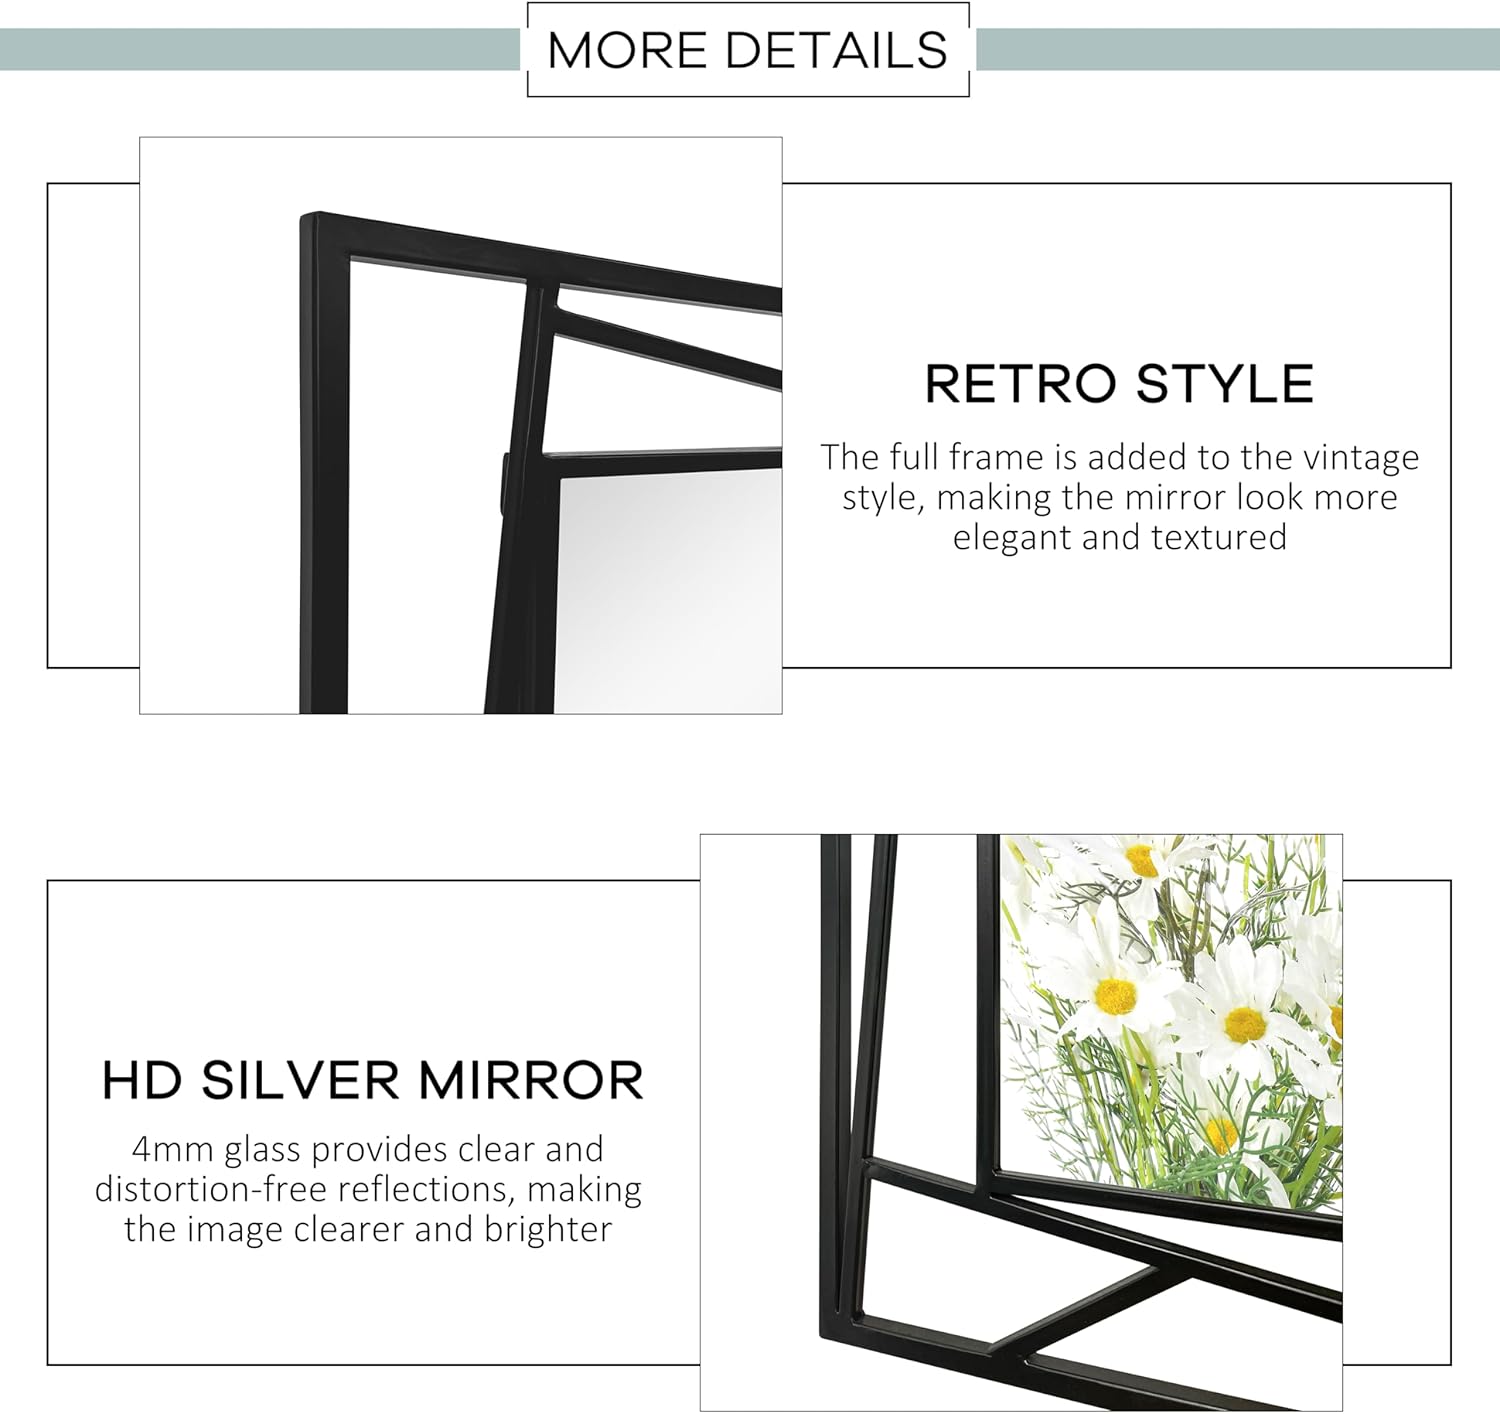 MORE DETAILS
RETRO STYLE
The full frame is added to the vintage
style, making the mirror look more
elegant and textured
HD SILVER MIRROR
4mm glass provides clear and
distortion-free reflections, making
the image clearer and brighter